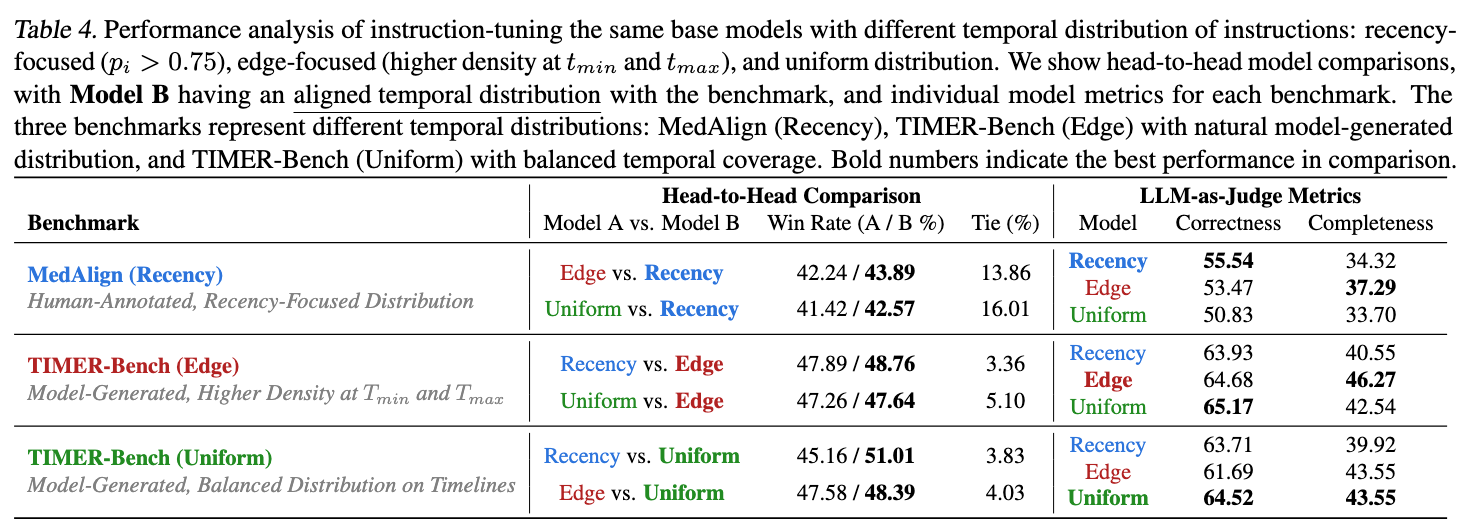 Table 4. Performance analysis of instruction-tuning the same base models with different temporal distribution of instructions: recency-
focused (pᵢ > 0.75), edge-focused (higher density at tₘᵢₙ and tₘₐₓ), and uniform distribution. We show head-to-head model comparisons,
with Model B having an aligned temporal distribution with the benchmark, and individual model metrics for each benchmark. The
three benchmarks represent different temporal distributions: MedAlign (Recency), TIMER-Bench (Edge) with natural model-generated
distribution, and TIMER-Bench (Uniform) with balanced temporal coverage. Bold numbers indicate the best performance in comparison.
Head-to-Head Comparison LLM-as-Judge Metrics
Benchmark Model A vs. Model B Win Rate (A / B %) Tie (%) Model Correctness Completeness
MedAlign (Recency)
Human-Annotated, Recency-Focused Distribution
Edge vs. Recency 42.24 / 43.89 13.86
Uniform vs. Recency 41.42 / 42.57 16.01
Recency 55.54 34.32
Edge 53.47 37.29
Uniform 50.83 33.70
TIMER-Bench (Edge)
Model-Generated, Higher Density at Tₘᵢₙ and Tₘₐₓ
Recency vs. Edge 47.89 / 48.76 3.36
Uniform vs. Edge 47.26 / 47.64 5.10
Recency 63.93 40.55
Edge 64.68 46.27
Uniform 65.17 42.54
TIMER-Bench (Uniform)
Model-Generated, Balanced Distribution on Timelines
Recency vs. Uniform 45.16 / 51.01 3.83
Edge vs. Uniform 47.58 / 48.39 4.03
Recency 63.71 39.92
Edge 61.69 43.55
Uniform 64.52 43.55